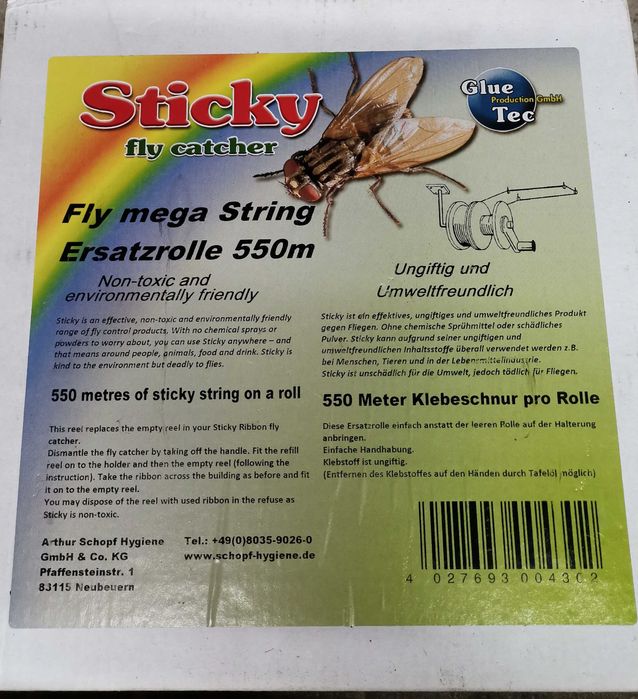 Sticky
fly catcher
Glue
Production GmbH
Tec
Fly mega String
Ersatzrolle 550m
Non-toxic and
environmentally friendly
Sticky is an effective, non-toxic and environmentally friendly
range of fly control products. With no chemical sprays or
powders to worry about, you can use Sticky anywhere – and
that means around people, animals, food and drink. Sticky is
kind to the environment but deadly to flies.
550 metres of sticky string on a roll
This reel replaces the empty reel in your Sticky Ribbon fly
catcher.
Dismantle the fly catcher by taking off the handle. Fit the refill
reel on to the holder and then the empty reel (following the
instruction). Take the ribbon across the building as before and fit
it on to the empty reel.
You may dispose of the reel with used ribbon in the refuse as
Sticky is non-toxic.
Arthur Schopf Hygiene
GmbH & Co. KG
Pfaffensteinstr. 1
83115 Neubeuern
Tel.: +49(0)8035-9026-0
www.schopf-hygiene.de
Ungiftig und
Umweltfreundlich
Sticky ist ein effektives, ungiftiges und umweltfreundliches Produkt
gegen Fliegen. Ohne chemische Sprühmittel oder schädliches
Pulver. Sticky kann aufgrund seiner ungiftigen und
umweltfreundlichen Inhaltsstoffe überall verwendet werden z.B.
bei Menschen, Tieren und in der Lebensmittelindustrie.
Sticky ist unschädlich für die Umwelt, jedoch tödlich für Fliegen.
550 Meter Klebeschnur pro Rolle
Diese Ersatzrolle einfach anstatt der leeren Rolle auf der Halterung
anbringen.
Einfache Handhabung.
Klebstoff ist ungiftig.
(Entfernen des Klebstoffes auf den Händen durch Tafelöl möglich)
4 027693 004302